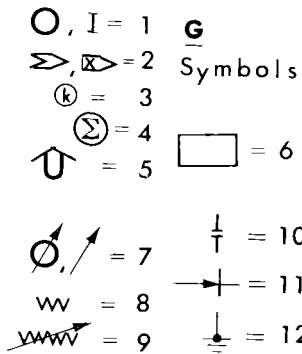 I = 1
G
x = 2
Symbols
k = 3
Σ = 4
= 5
= 6
= 7
= 10
= 8
= 11
= 9
= 12